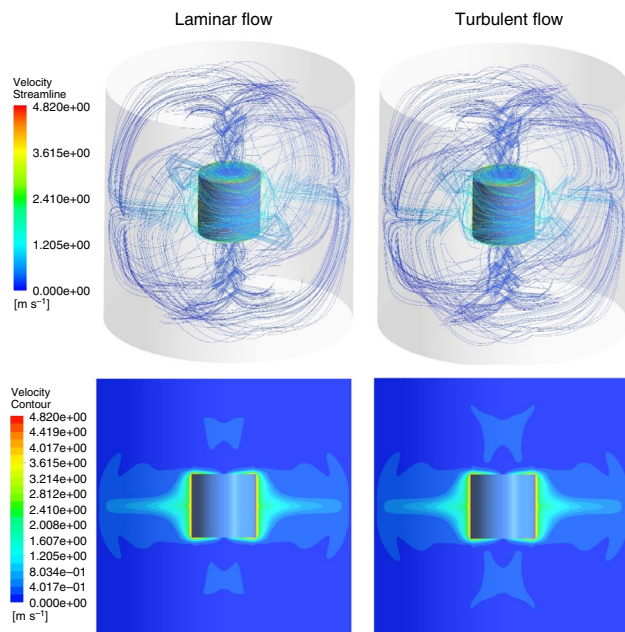 Laminar flow
Turbulent flow
Velocity
Streamline
4.820e+00
3.615e+00
2.410e+00
1.205e+00
0.000e+00
[m s⁻¹]
Velocity
Contour
4.820e+00
4.419e+00
4.017e+00
3.615e+00
3.214e+00
2.812e+00
2.410e+00
2.008e+00
1.607e+00
1.205e+00
8.034e–01
4.017e–01
0.000e+00
[m s⁻¹]